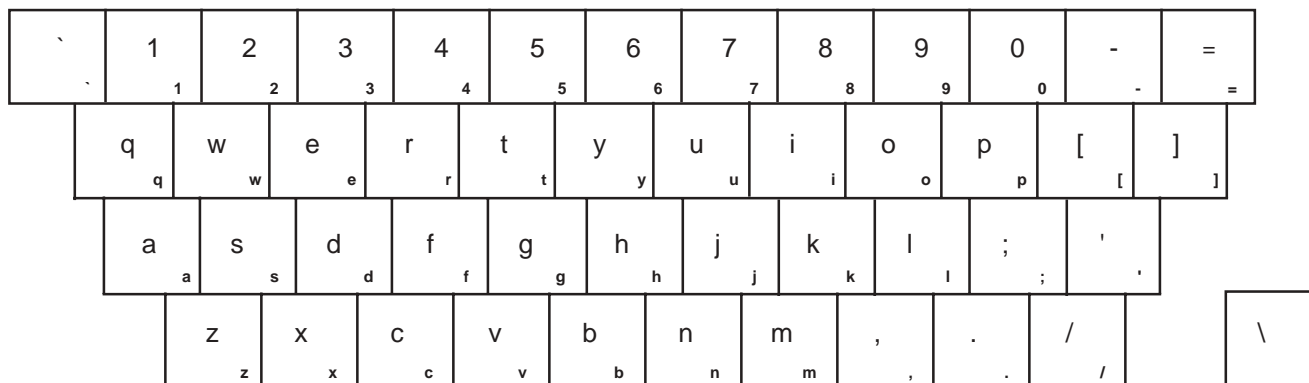 ` 1 2 3 4 5 6 7 8 9 0 - =
` 1 2 3 4 5 6 7 8 9 0 - =
q w e r t y u i o p [ ]
q w e r t y u i o p [ ]
a s d f g h j k l ; '
a s d f g h j k l ; '
z x c v b n m , . / \
z x c v b n m , . /